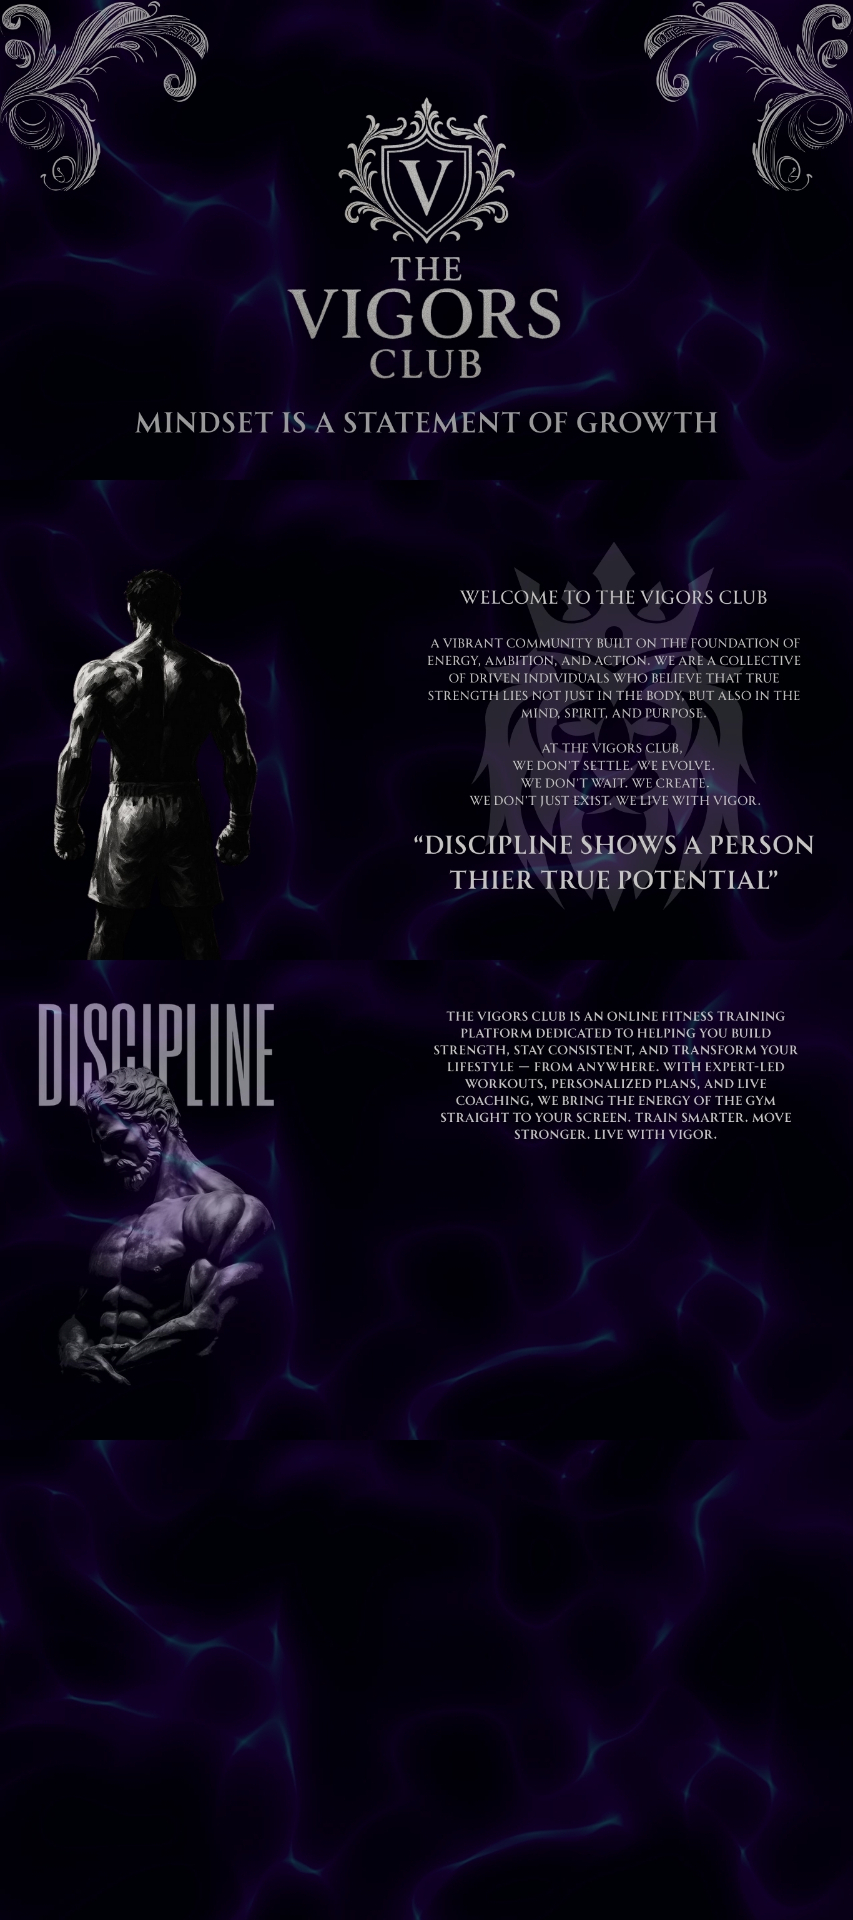 V
THE
VIGORS
CLUB
MINDSET IS A STATEMENT OF GROWTH
WELCOME TO THE VIGORS CLUB
A VIBRANT COMMUNITY BUILT ON THE FOUNDATION OF
ENERGY, AMBITION, AND ACTION. WE ARE A COLLECTIVE
OF DRIVEN INDIVIDUALS WHO BELIEVE THAT TRUE
STRENGTH LIES NOT JUST IN THE BODY, BUT ALSO IN THE
MIND, SPIRIT, AND PURPOSE.
AT THE VIGORS CLUB,
WE DON'T SETTLE. WE EVOLVE.
WE DON'T WAIT. WE CREATE.
WE DON'T JUST EXIST. WE LIVE WITH VIGOR.
“DISCIPLINE SHOWS A PERSON
THIER TRUE POTENTIAL”
DISCIPLINE
THE VIGORS CLUB IS AN ONLINE FITNESS TRAINING
PLATFORM DEDICATED TO HELPING YOU BUILD
STRENGTH, STAY CONSISTENT, AND TRANSFORM YOUR
LIFESTYLE — FROM ANYWHERE. WITH EXPERT-LED
WORKOUTS, PERSONALIZED PLANS, AND LIVE
COACHING, WE BRING THE ENERGY OF THE GYM
STRAIGHT TO YOUR SCREEN. TRAIN SMARTER. MOVE
STRONGER. LIVE WITH VIGOR.